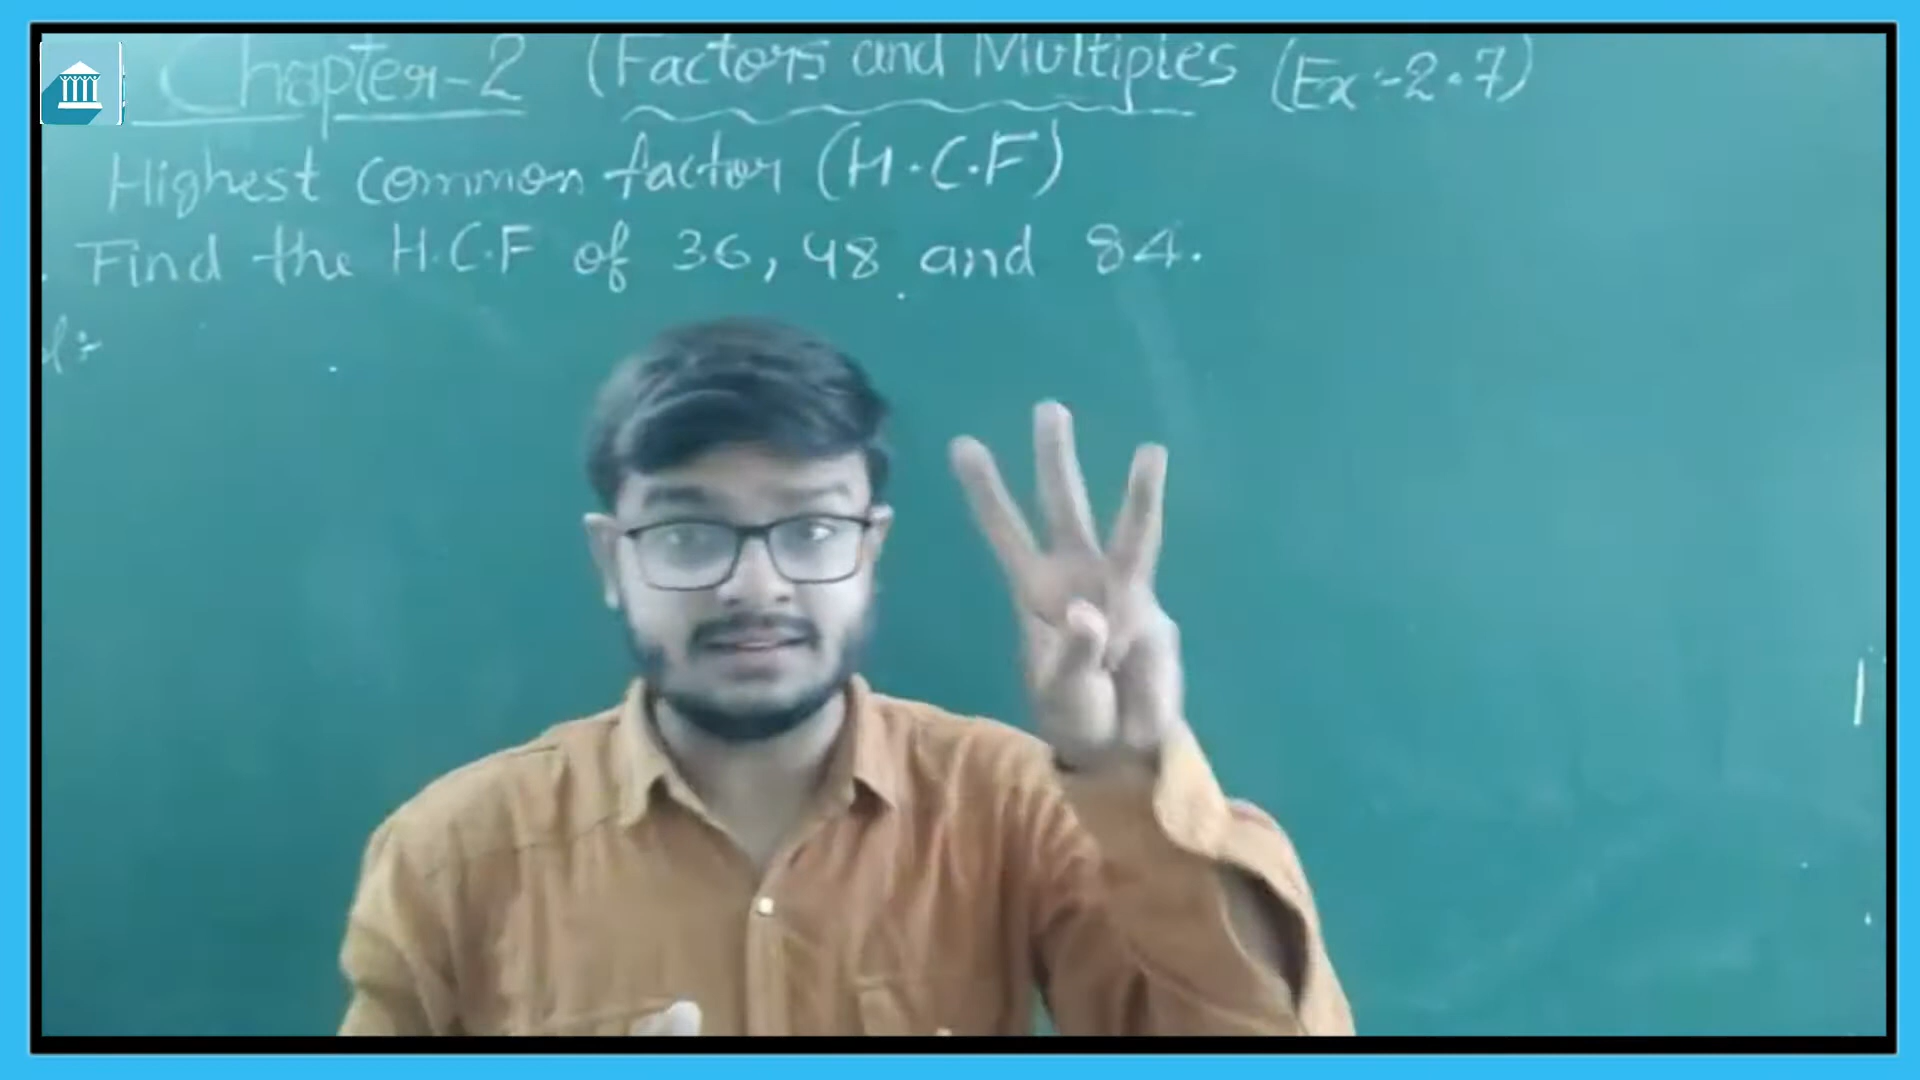 Chapter-2 (Factors and Multiples (Ex:-2.7)
Highest common factor (H.C.F)
Find the H.C.F of 36, 48 and 84.